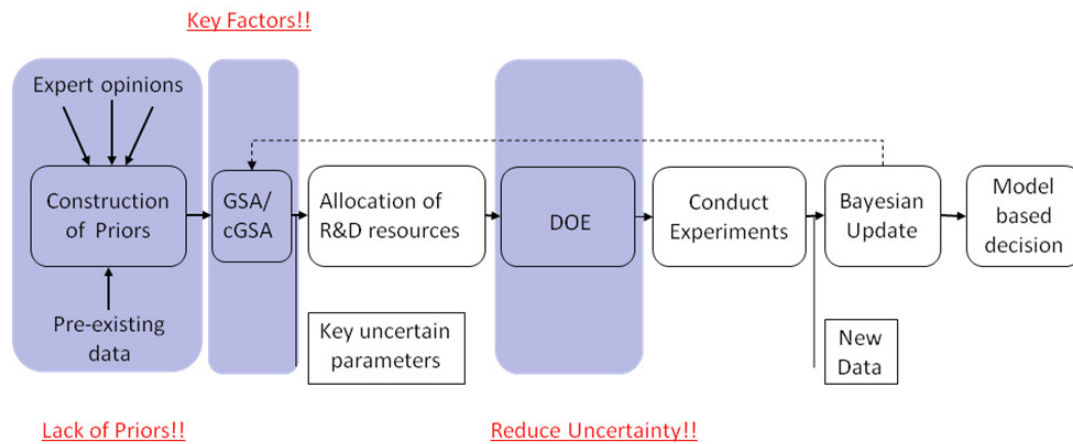 Key Factors!!
Expert opinions
Construction
of Priors
GSA/
cGSA
Allocation of
R&D resources
DOE
Conduct
Experiments
Bayesian
Update
Model
based
decision
Pre-existing
data
Key uncertain
parameters
New
Data
Lack of Priors!!
Reduce Uncertainty!!